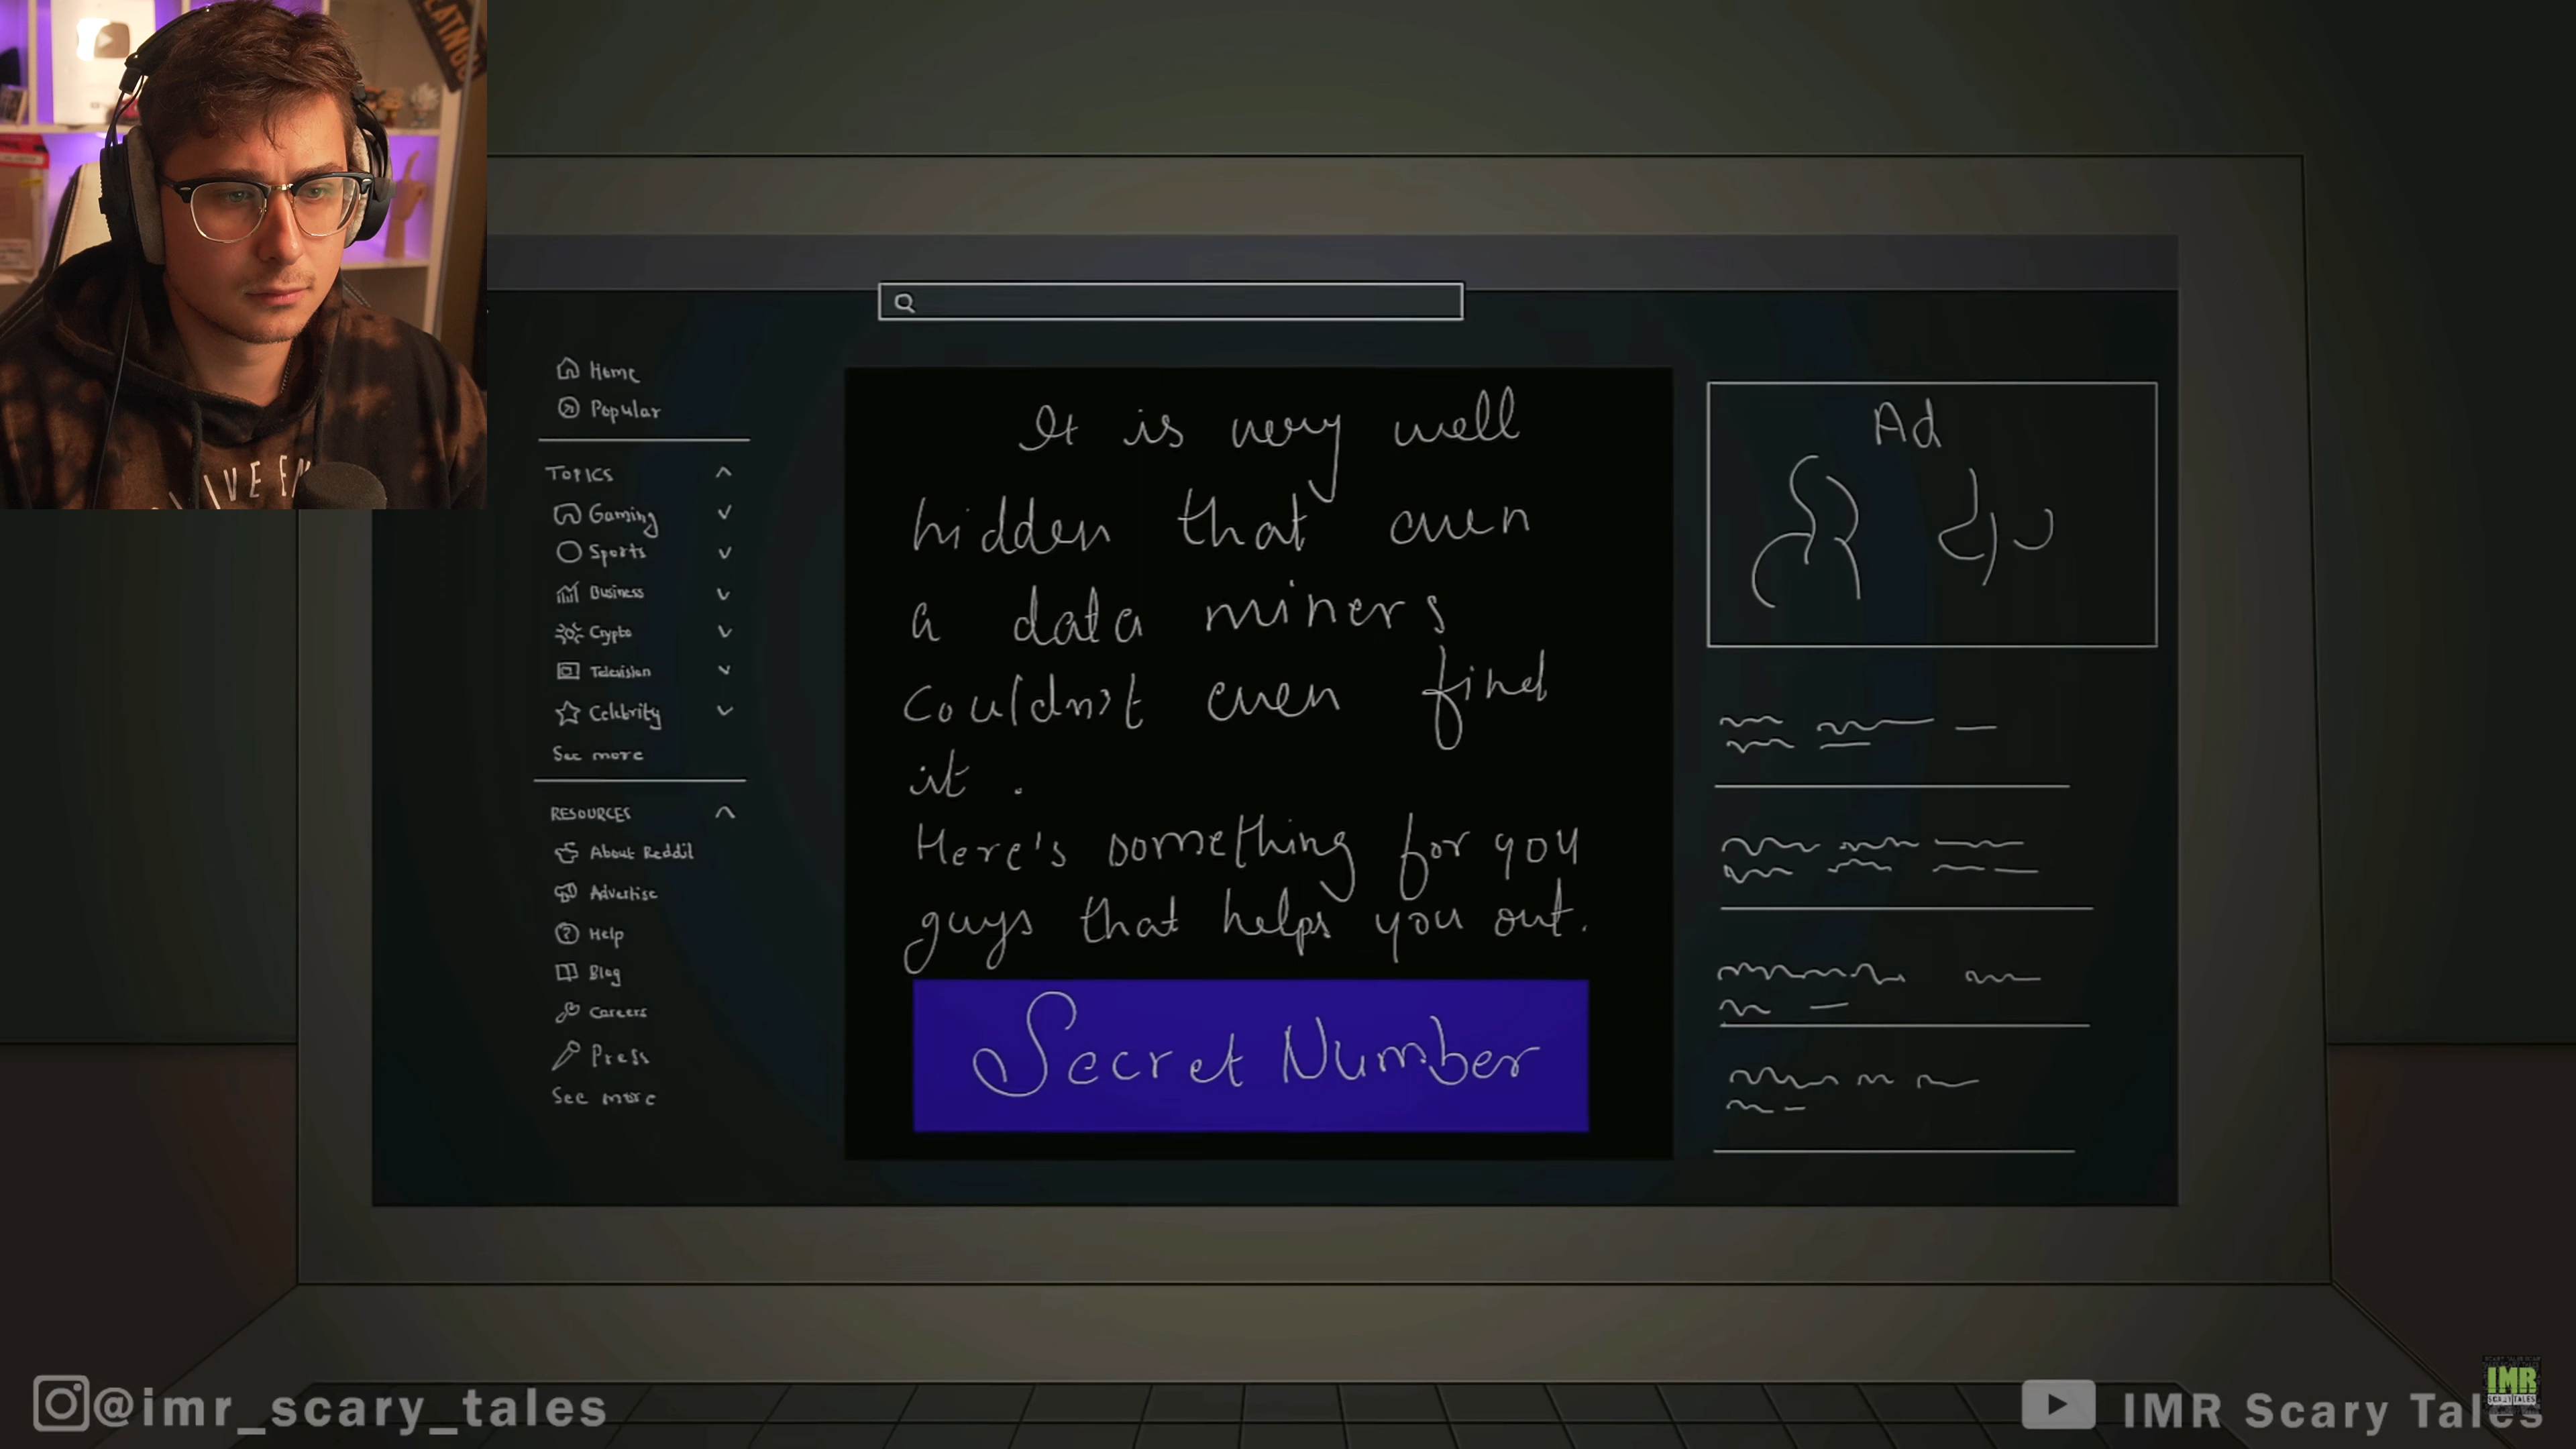 Home
Popular
TOPICS
Gaming
Sports
Business
Crypto
Television
Celebrity
See more
RESOURCES
About Reddit
Advertise
Help
Blog
Careers
Press
See more
It is very well
hidden that even
a data miners
couldn't even find
it.
Here's something for you
guys that helps you out.
Secret Number
Ad
@imr_scary_tales
IMR Scary Tales
IMR
SCARY TALES